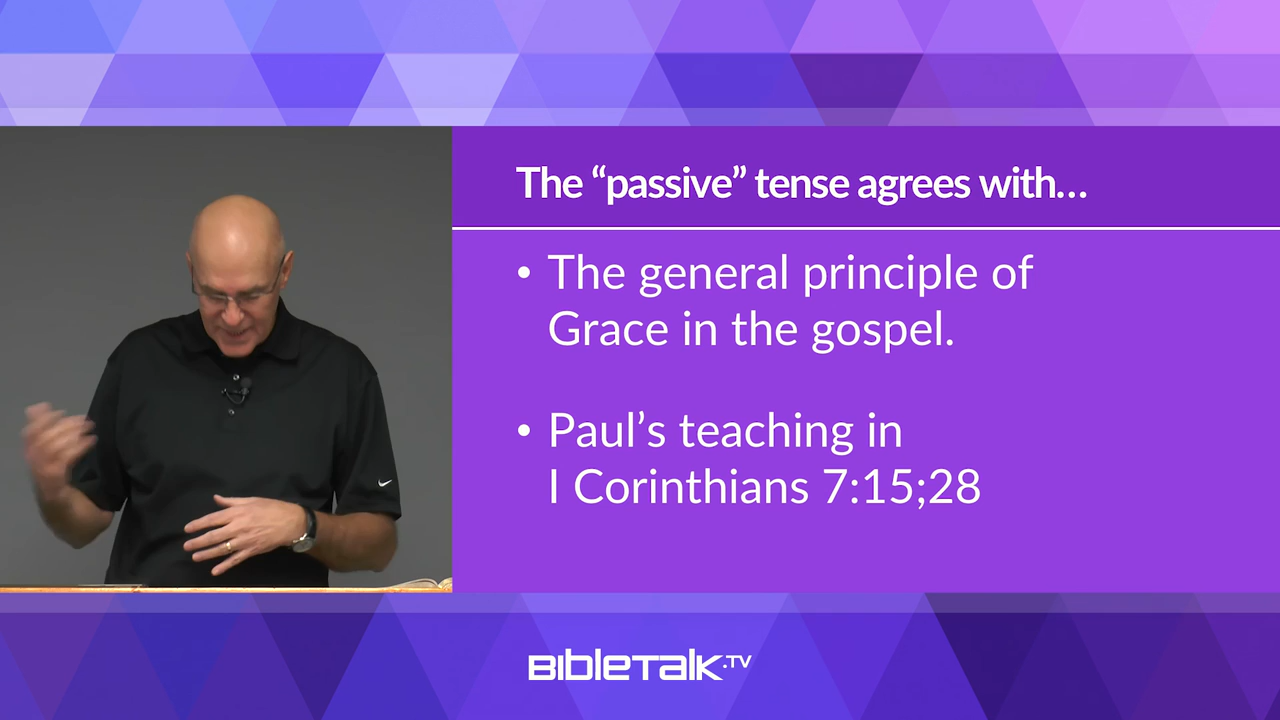 The “passive” tense agrees with...
• The general principle of
Grace in the gospel.
• Paul’s teaching in
I Corinthians 7:15;28
BIBLETALK.TV